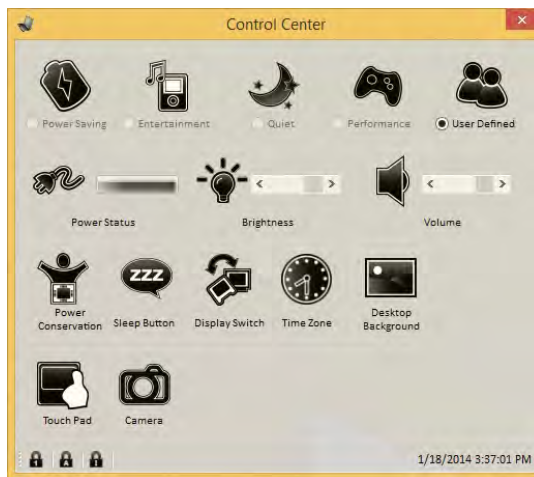 Control Center
Power Saving Entertainment Quiet Performance User Defined
Power Status Brightness Volume
zzz
Power Conservation Sleep Button Display Switch Time Zone Desktop Background
Touch Pad Camera
1 A 1/18/2014 3:37:01 PM